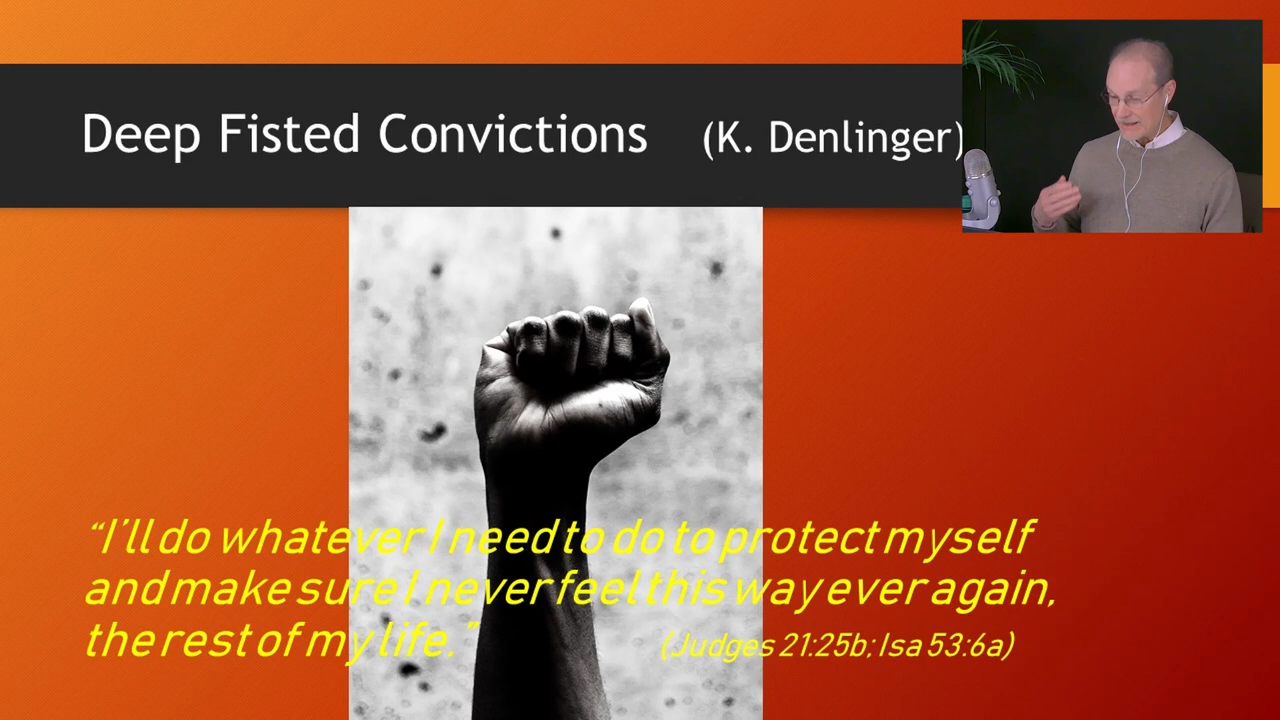 Deep Fisted Convictions (K. Denlinger)
“I’ll do whatever I need to do to protect myself
and make sure I never feel this way ever again,
the rest of my life.” (Judges 21:25b; Isa 53:6a)